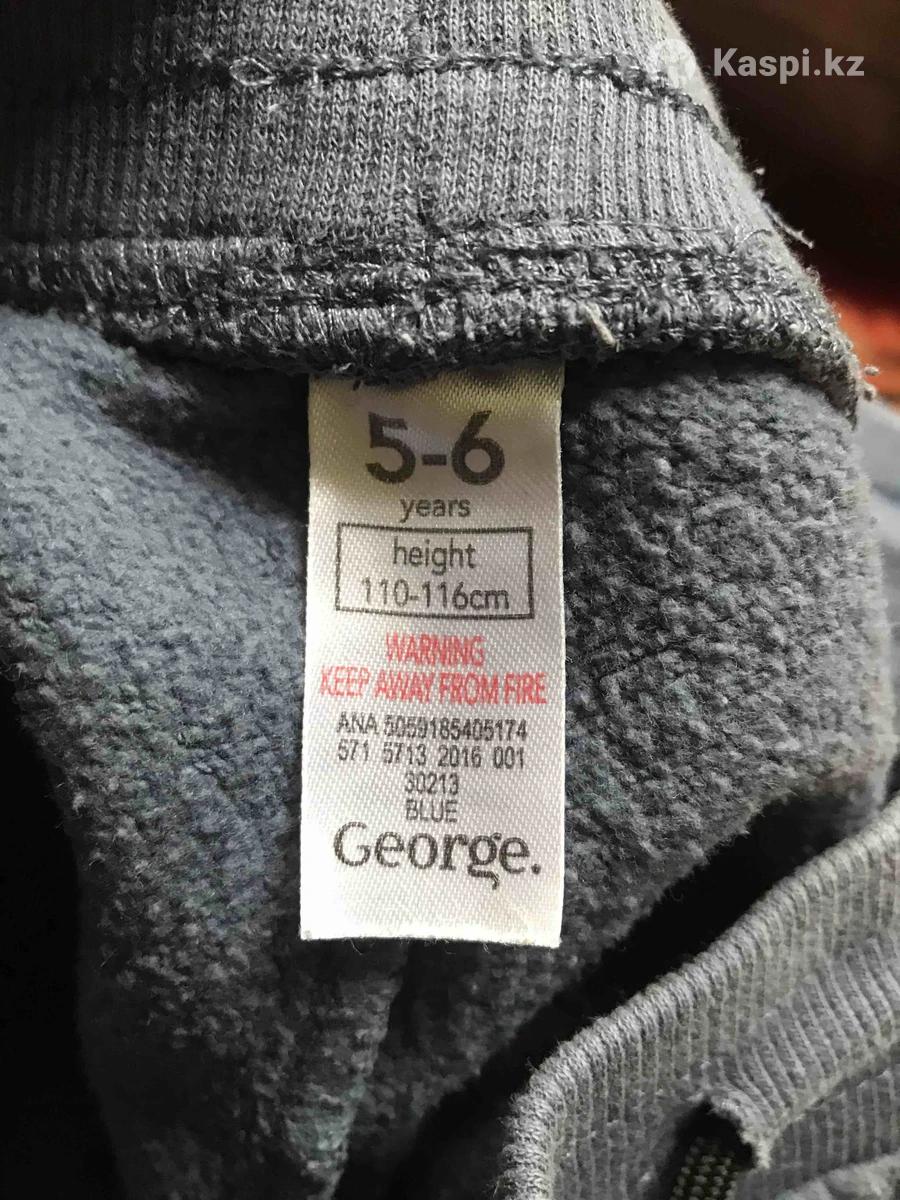 Kaspi.kz
5-6
years
height
110-116cm
WARNING
KEEP AWAY FROM FIRE
ANA 5059185405174
571 5713 2016 001
30213
BLUE
George.